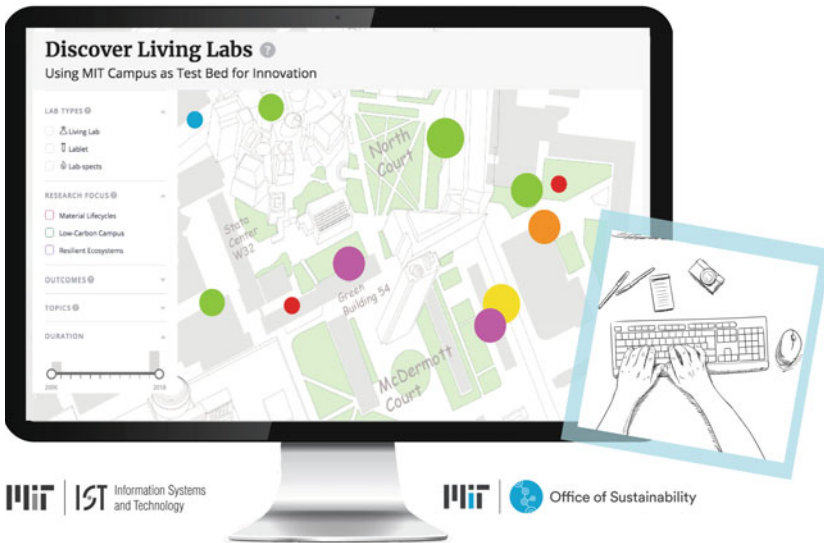 Discover Living Labs ?
Using MIT Campus as Test Bed for Innovation
LAB TYPES
Living Lab
Lablet
Lab-spects
RESEARCH FOCUS
Material Lifecycles
Low-Carbon Campus
Resilient Ecosystems
OUTCOMES
TOPICS
DURATION
2006
2018
North
Court
Stata
Center
W32
Green
Building 54
McDermott
Court
MIT IST Information Systems
and Technology
MIT Office of Sustainability